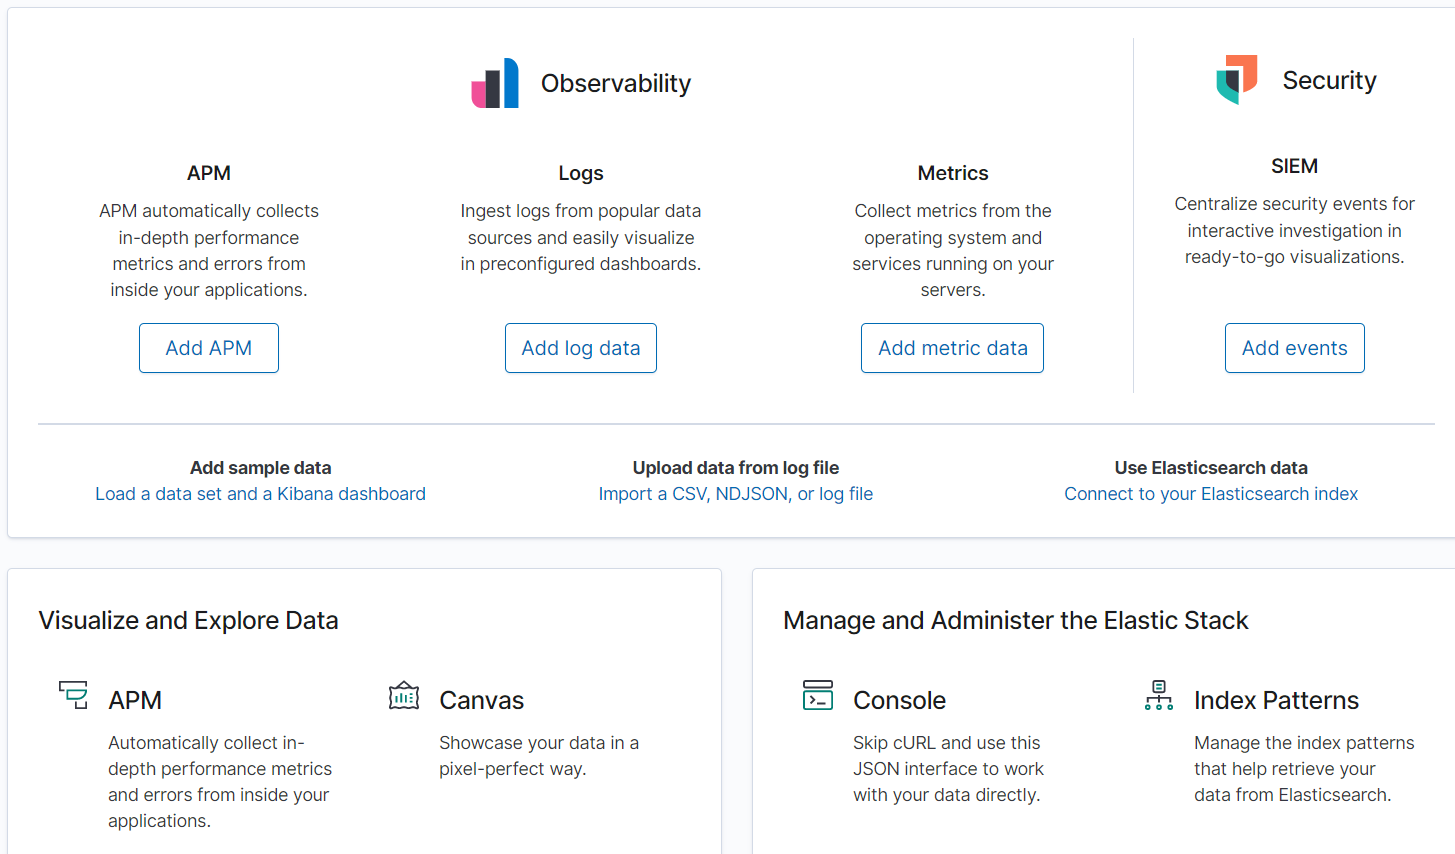 Observability
APM
APM automatically collects
in-depth performance
metrics and errors from
inside your applications.
Add APM
Logs
Ingest logs from popular data
sources and easily visualize
in preconfigured dashboards.
Add log data
Metrics
Collect metrics from the
operating system and
services running on your
servers.
Add metric data
Security
SIEM
Centralize security events for
interactive investigation in
ready-to-go visualizations.
Add events
Add sample data
Load a data set and a Kibana dashboard
Upload data from log file
Import a CSV, NDJSON, or log file
Use Elasticsearch data
Connect to your Elasticsearch index
Visualize and Explore Data
APM
Automatically collect in-
depth performance metrics
and errors from inside your
applications.
Canvas
Showcase your data in a
pixel-perfect way.
Manage and Administer the Elastic Stack
Console
Skip cURL and use this
JSON interface to work
with your data directly.
Index Patterns
Manage the index patterns
that help retrieve your
data from Elasticsearch.